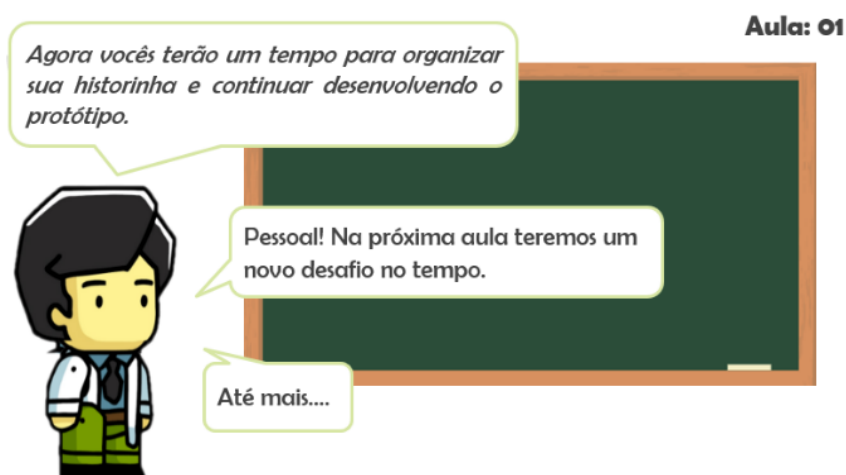 Aula: 01
Agora vocês terão um tempo para organizar
sua historinha e continuar desenvolvendo o
protótipo.
Pessoal! Na próxima aula teremos um
novo desafio no tempo.
Até mais....